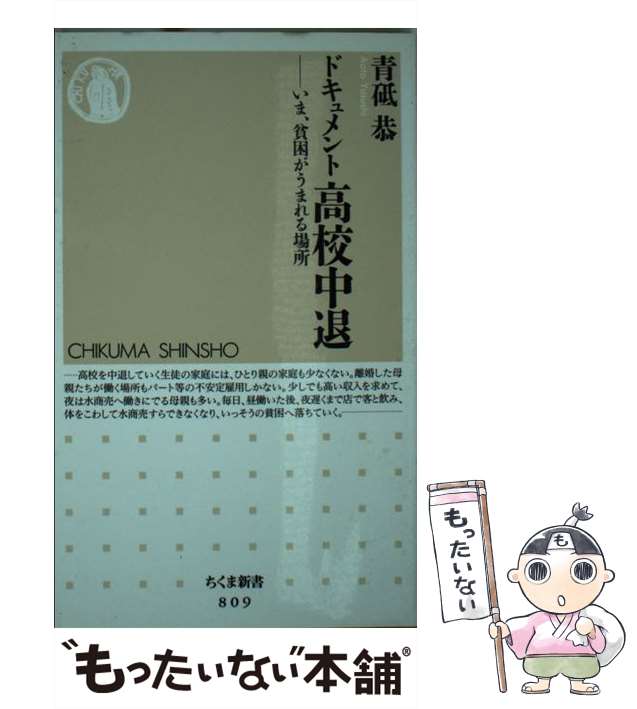 青砥 恭
Aoto Yasushi
ドキュメント高校中退
――いま、貧困がうまれる場所
CHIKUMA SHINSHO
――高校を中退していく生徒の家庭には、ひとり親の家庭も少なくない。離婚した母
親たちが働く場所もパート等の不安定雇用しかない。少しでも高い収入を求めて、
夜は水商売へ働きにでる母親も多い。毎日、昼働いた後、夜遅くまで店で客と飲み、
体をこわして水商売すらできなくなり、いっそうの貧困へ落ちていく。――
ちくま新書
809
“もったいない”本舗®
もったいない
も